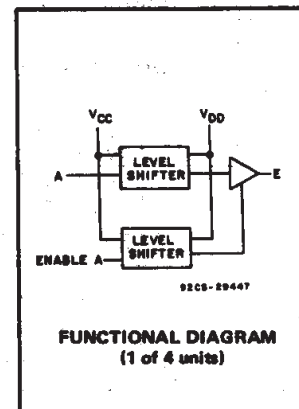 VCC VDD
LEVEL
SHIFTER
A E
LEVEL
SHIFTER
ENABLE A
92CS-29447
FUNCTIONAL DIAGRAM
(1 of 4 units)